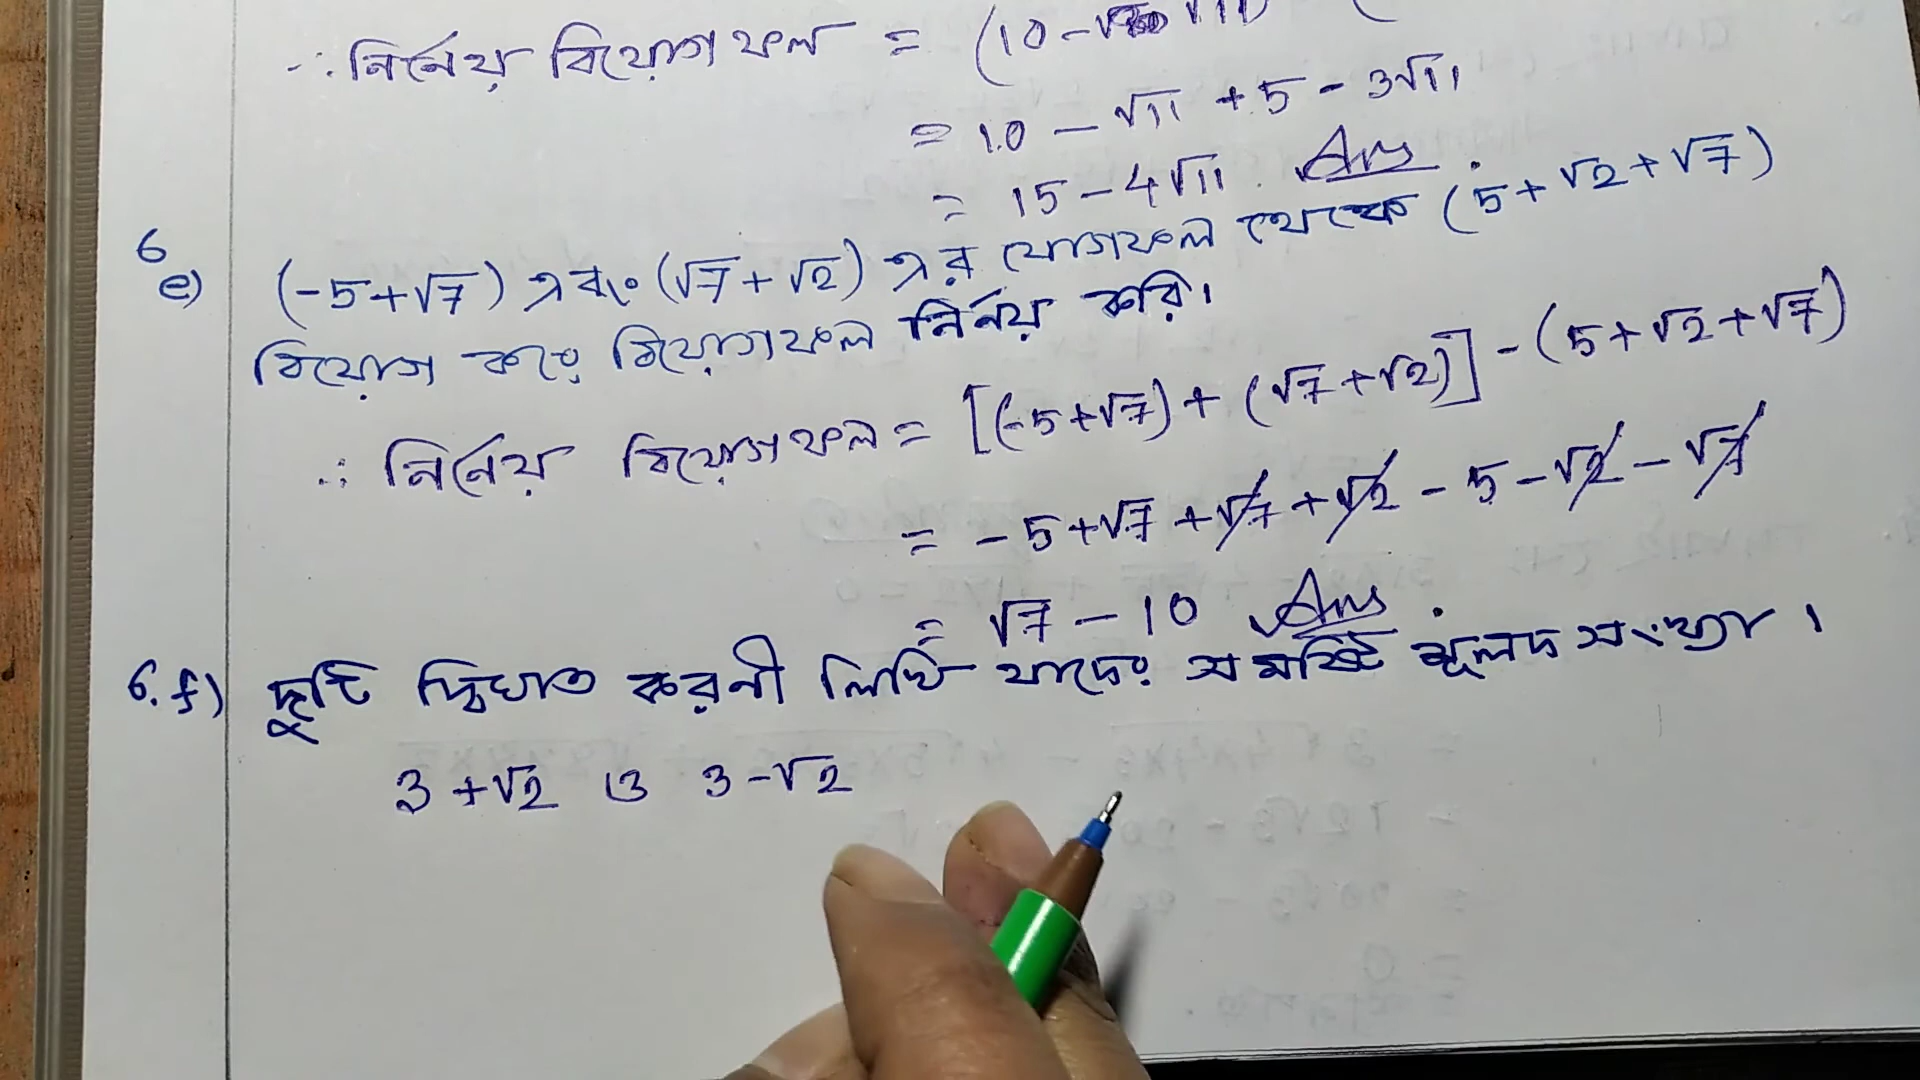 ∴ নির্ণেয় বিয়োগফল = (10 - √11)
= 10 - √11 + 5 - 3√11
= 15 - 4√11. Ans.
6
e) (-5+√7) এবং (√7+√2) এর যোগফল থেকে (5+√2+√7)
বিয়োগ করে বিয়োগফল নির্ণয় করি।
∴ নির্ণেয় বিয়োগফল = [(-5+√7) + (√7+√2)] - (5+√2+√7)
= -5+√7+√7+√2-5-√2-√7
= √7-10 Ans.
6.f) দুটি দ্বিঘাত করণী লিখি যাদের সমষ্টি মূলদ সংখ্যা।
3+√2 ও 3-√2